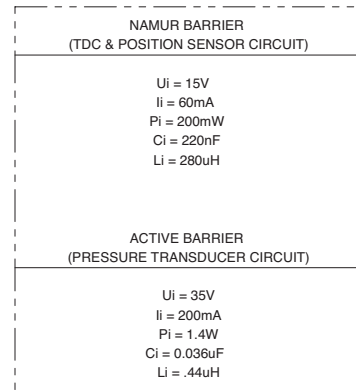 NAMUR BARRIER
(TDC & POSITION SENSOR CIRCUIT)
Ui = 15V
Ii = 60mA
Pi = 200mW
Ci = 220nF
Li = 280uH
ACTIVE BARRIER
(PRESSURE TRANSDUCER CIRCUIT)
Ui = 35V
Ii = 200mA
Pi = 1.4W
Ci = 0.036uF
Li = .44uH